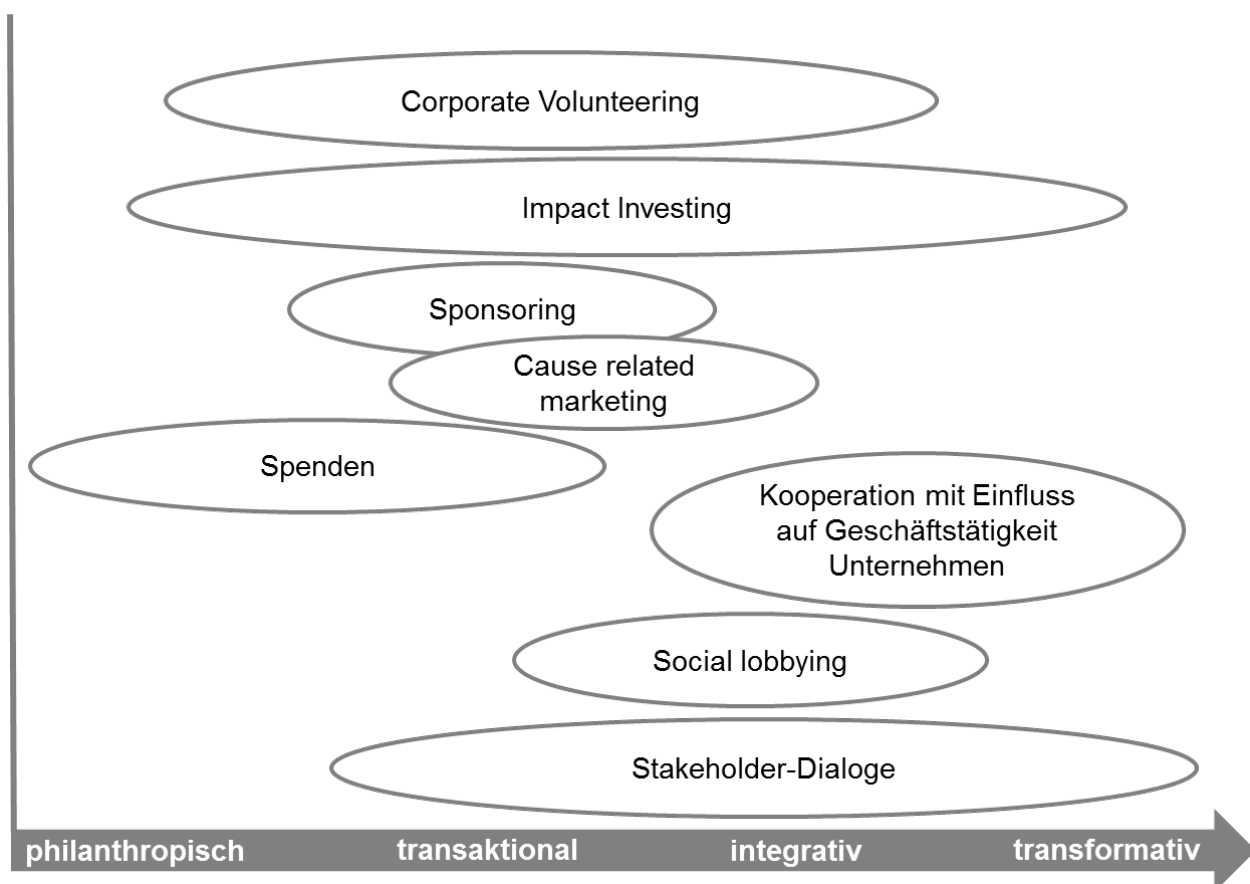 Corporate Volunteering
Impact Investing
Sponsoring
Cause related
marketing
Spenden
Kooperation mit Einfluss
auf Geschäftstätigkeit
Unternehmen
Social lobbying
Stakeholder-Dialoge
philanthropisch transaktional integrativ transformativ